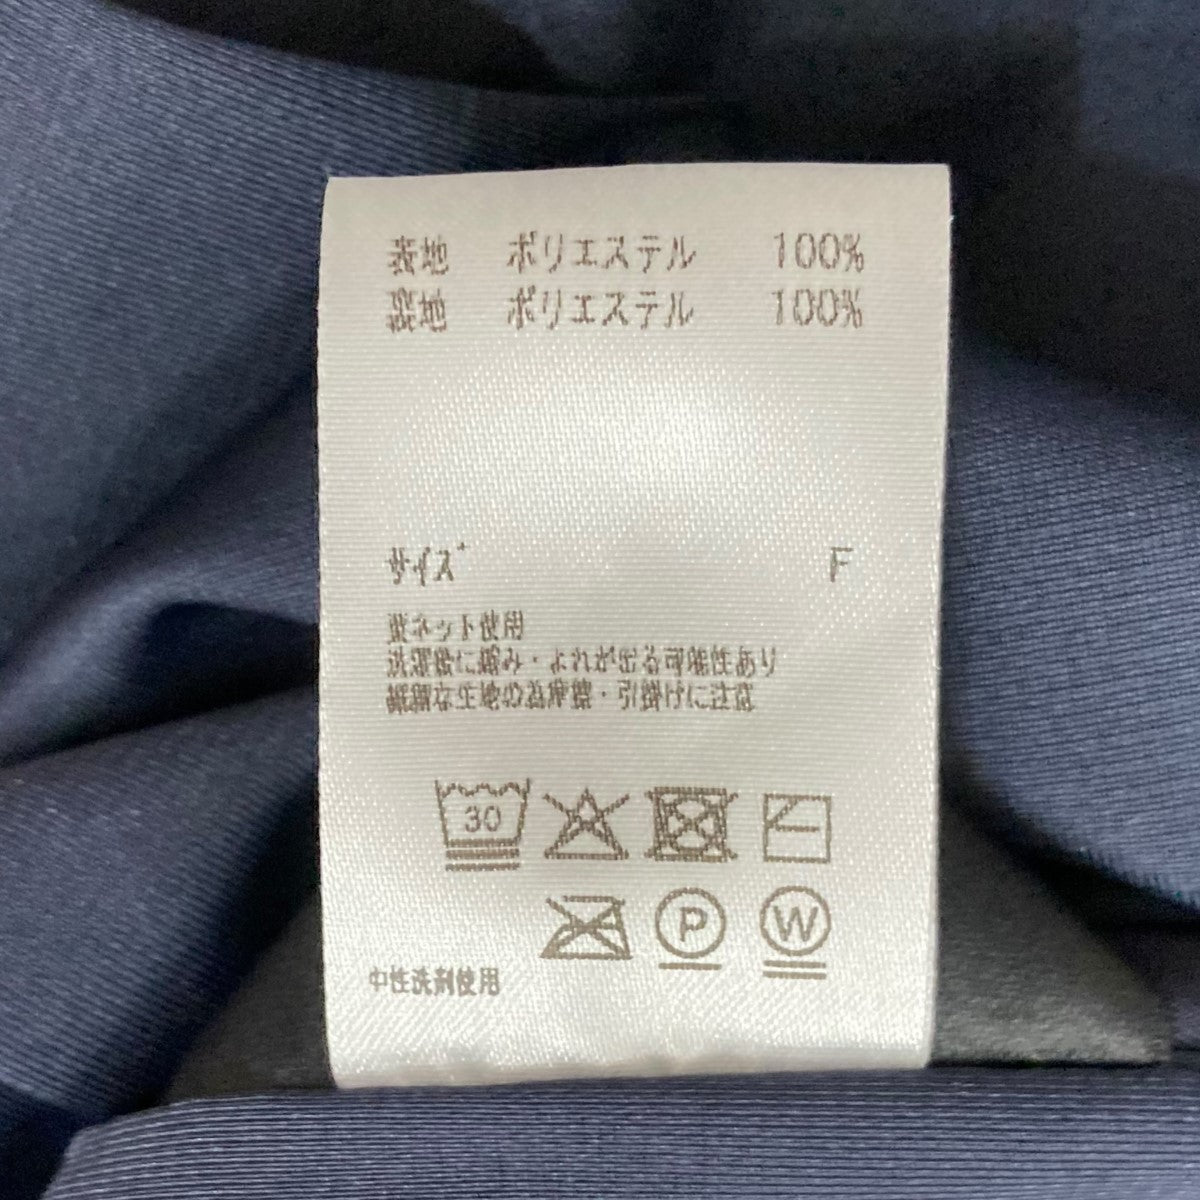 表地 ポリエステル 100%
裏地 ポリエステル 100%
サイズ F
要ネット使用
洗濯後に縮み・よれが出る可能性あり
繊細な生地の為摩擦・引掛けに注意
30
P W
中性洗剤使用